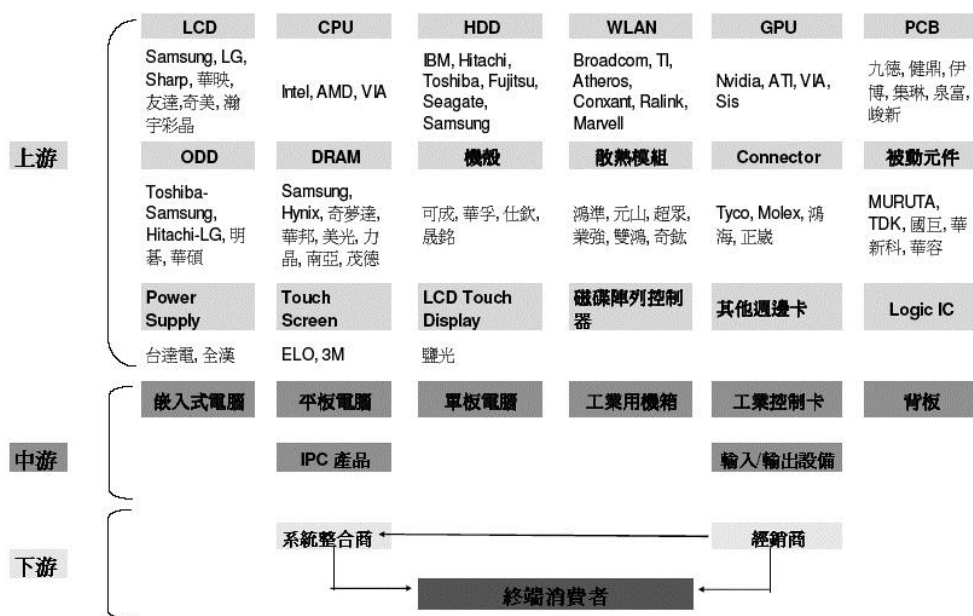 LCD CPU HDD WLAN GPU PCB
Samsung, LG,
Sharp, 華映,
友達,奇美, 瀚
宇彩晶
Intel, AMD, VIA
IBM, Hitachi,
Toshiba, Fujitsu,
Seagate,
Samsung
Broadcom, TI,
Atheros,
Conxant, Ralink,
Marvell
Nvidia, ATI, VIA,
Sis
九德, 健鼎, 伊
博, 集琳, 泉富,
峻新
上游
ODD DRAM 機殼 散熱模組 Connector 被動元件
Toshiba-
Samsung,
Hitachi-LG, 明
碁, 華碩
Samsung,
Hynix, 奇夢達,
華邦, 美光, 力
晶, 南亞, 茂德
可成, 華孚, 仕欽,
晟銘
鴻準, 元山, 超眾,
業強, 雙鴻, 奇鋐
Tyco, Molex, 鴻
海, 正崴
MURUTA,
TDK, 國巨, 華
新科, 華容
Power
Supply
Touch
Screen
LCD Touch
Display
磁碟陣列控制
器
其他週邊卡
Logic IC
台達電, 全漢
ELO, 3M
鹽光
中游
嵌入式電腦 平板電腦 單板電腦 工業用機箱 工業控制卡 背板
IPC 產品 輸入/輸出設備
下游
系統整合商 經銷商
終端消費者